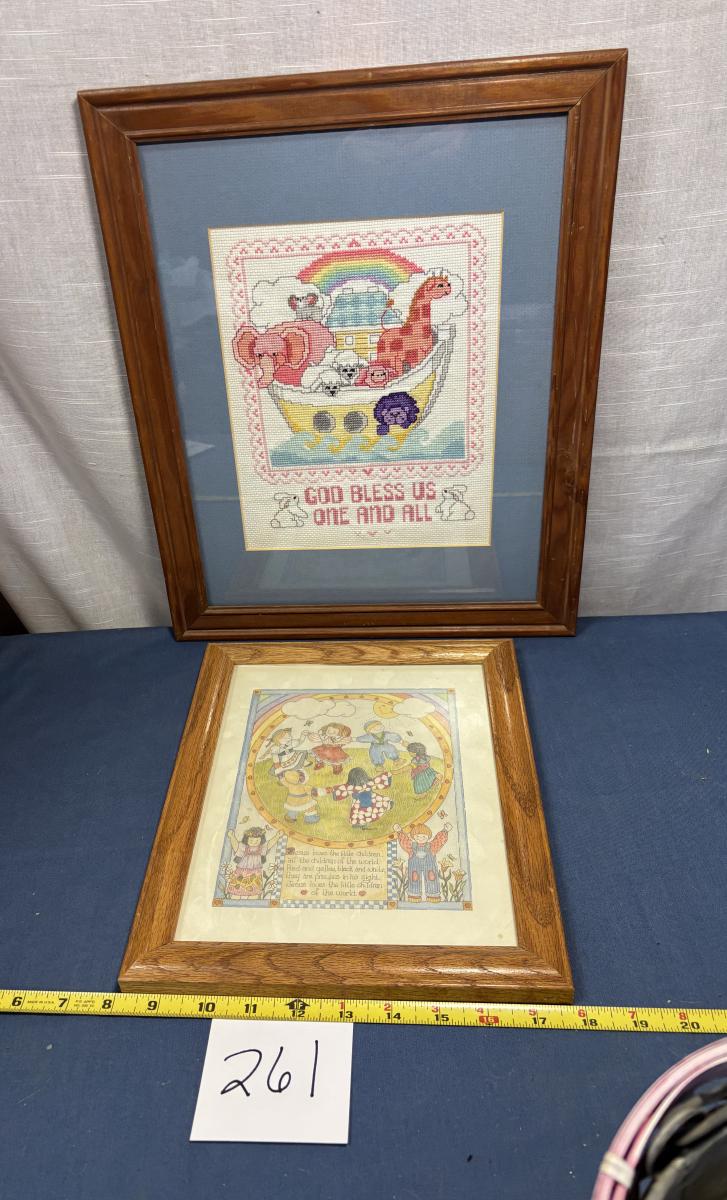 GOD BLESS US
ONE AND ALL
Jesus loves the little children
all the children of the world
Red and yellow, black and white
they are precious in his sight.
Jesus loves the little children
of the world.
6 7 8 9 10 11 12 13 14 15 16 17 18 19 20
261